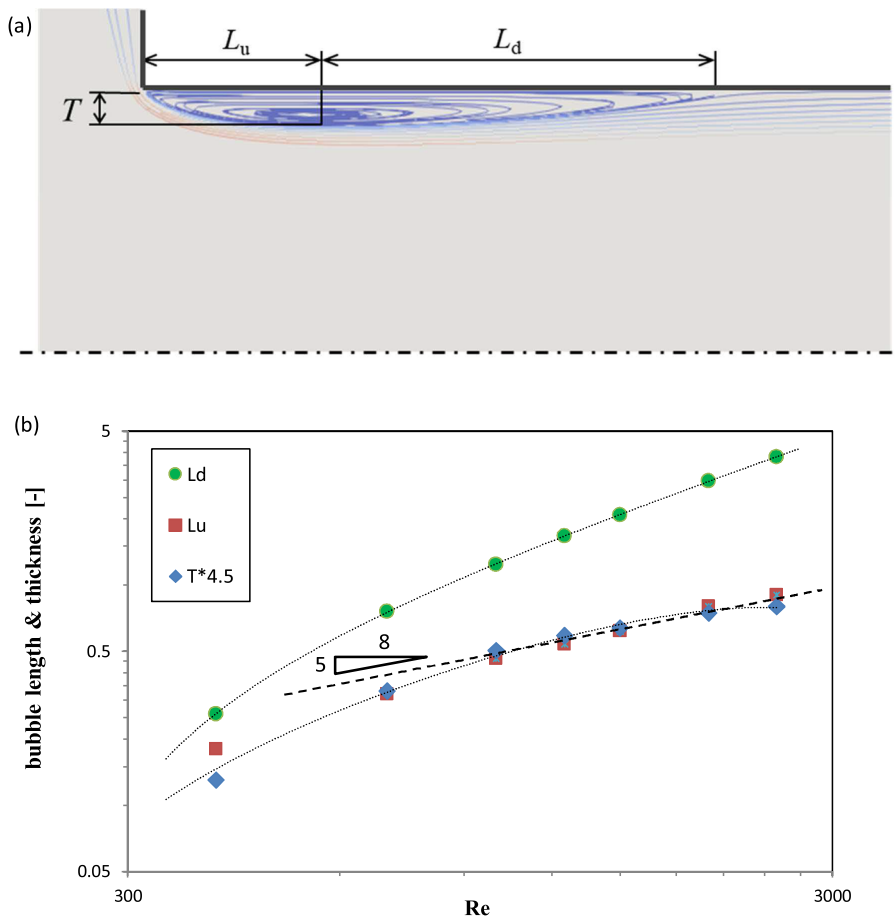 (a)
Lu
Ld
T
(b)
5
Ld
Lu
T*4.5
8
5
0.5
0.05
bubble length & thickness [-]
300
3000
Re